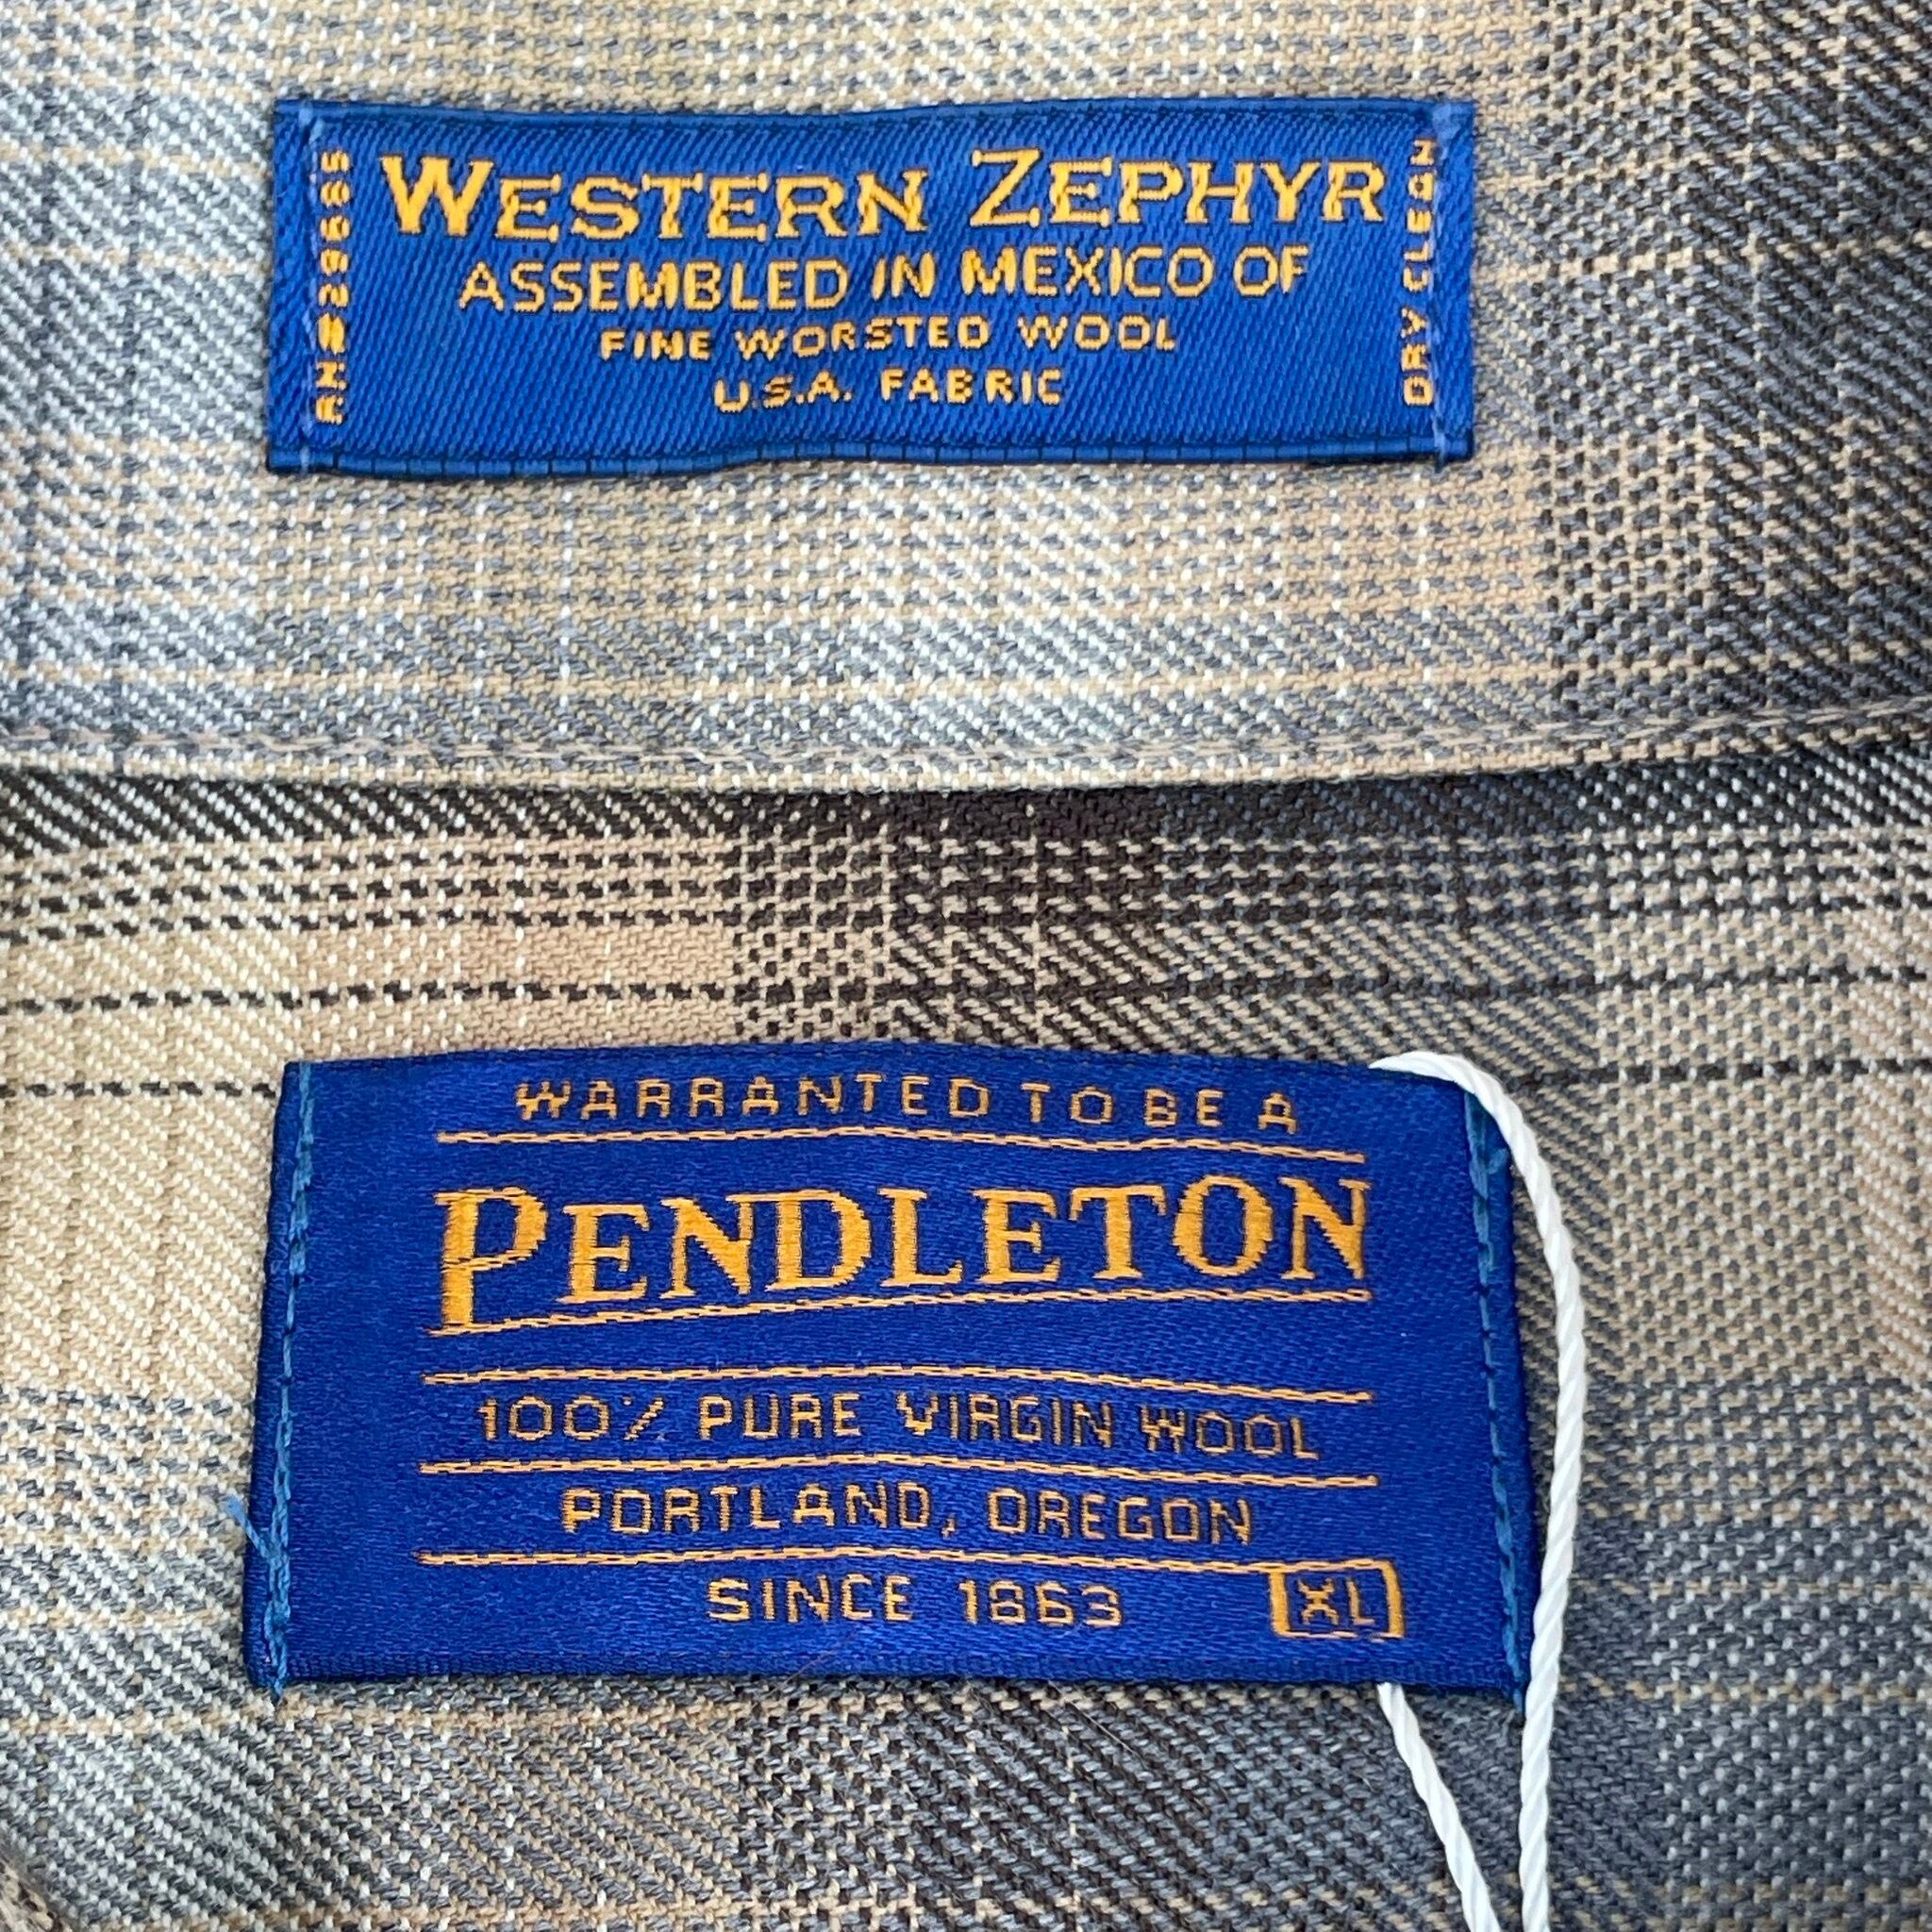 RN#29685
WESTERN ZEPHYR
ASSEMBLED IN MEXICO OF
FINE WORSTED WOOL
U.S.A. FABRIC
DRY CLEAN
WARRANTED TO BE A
PENDLETON
100% PURE VIRGIN WOOL
PORTLAND, OREGON
SINCE 1863
XL